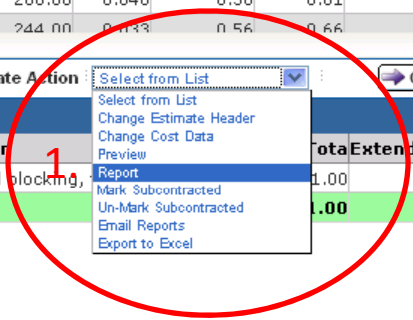 244.00 0.033 0.56 0.66
ate Action Select from List
Select from List
Change Estimate Header
Change Cost Data
Preview
Report
Mark Subcontracted
Un-Mark Subcontracted
Email Reports
Export to Excel
Tota Extend
1. blocking, 1.00
1.00